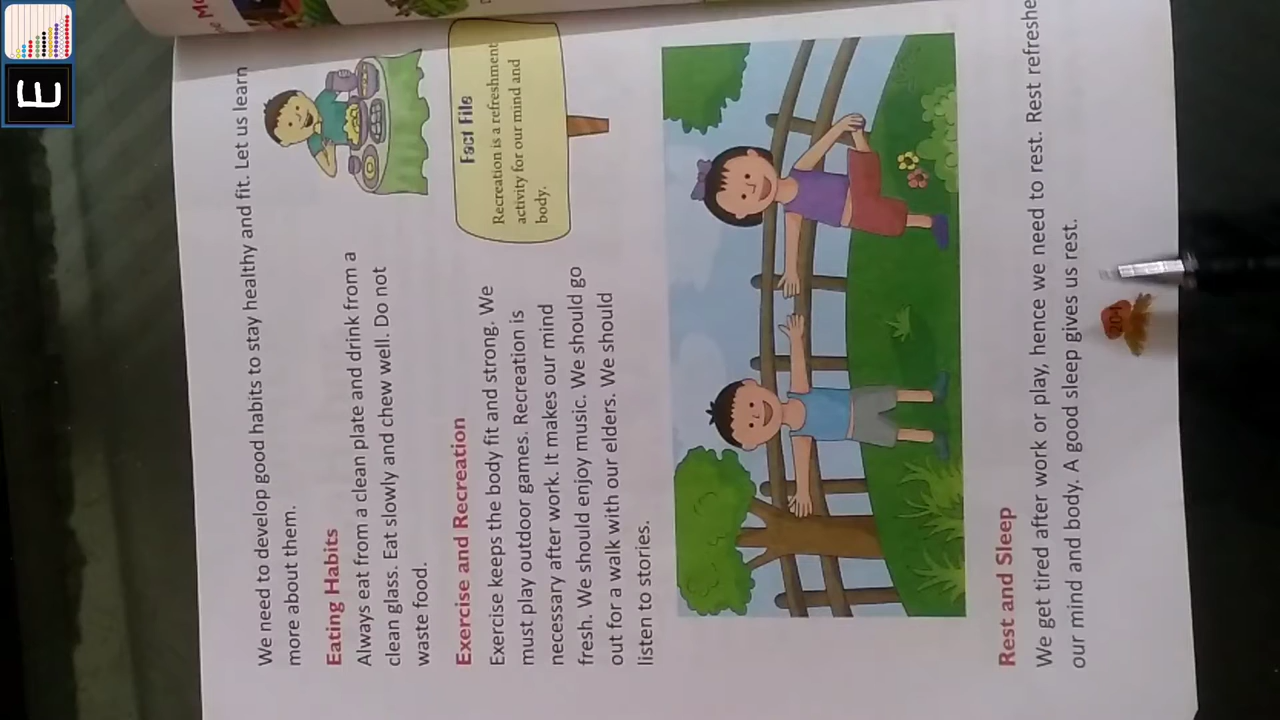 We need to develop good habits to stay healthy and fit. Let us learn
more about them.
Eating Habits
Always eat from a clean plate and drink from a
clean glass. Eat slowly and chew well. Do not
waste food.
Exercise and Recreation
Exercise keeps the body fit and strong. We
must play outdoor games. Recreation is
necessary after work. It makes our mind
fresh. We should enjoy music. We should go
out for a walk with our elders. We should
listen to stories.
Fact File
Recreation is a refreshment
activity for our mind and
body.
Rest and Sleep
We get tired after work or play, hence we need to rest. Rest refreshe
our mind and body. A good sleep gives us rest.
204
E